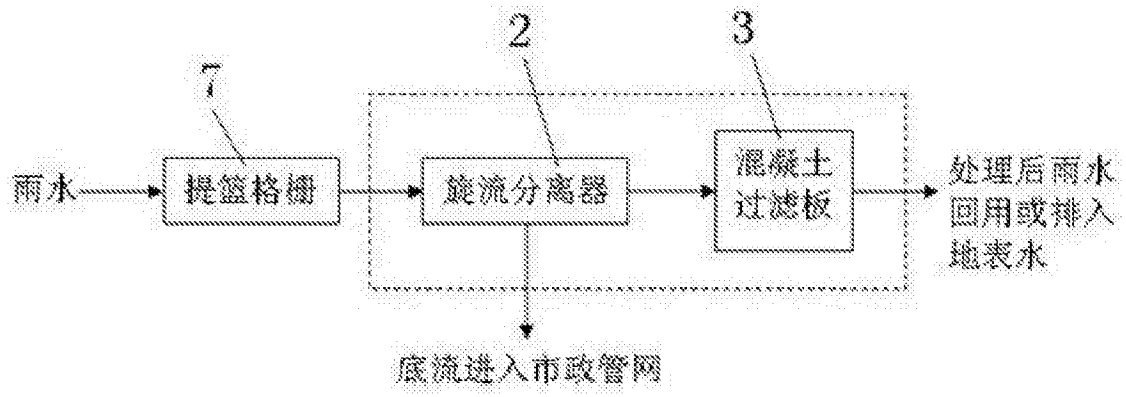 2
3
7
雨水
提篮格栅
旋流分离器
混凝土
过滤板
处理后雨水
回用或排入
地表水
底流进入市政管网